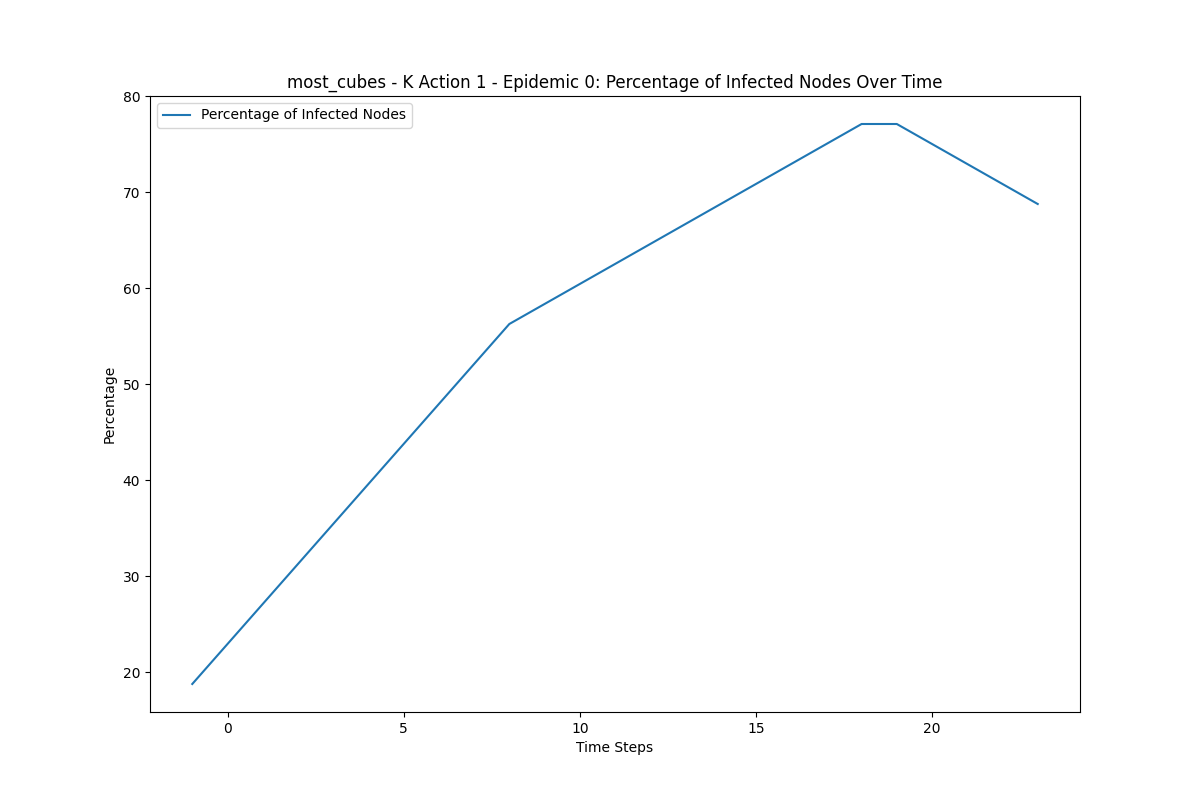 most_cubes - K Action 1 - Epidemic 0: Percentage of Infected Nodes Over Time
Percentage of Infected Nodes
80
70
60
50
40
30
20
Percentage
0 5 10 15 20
Time Steps